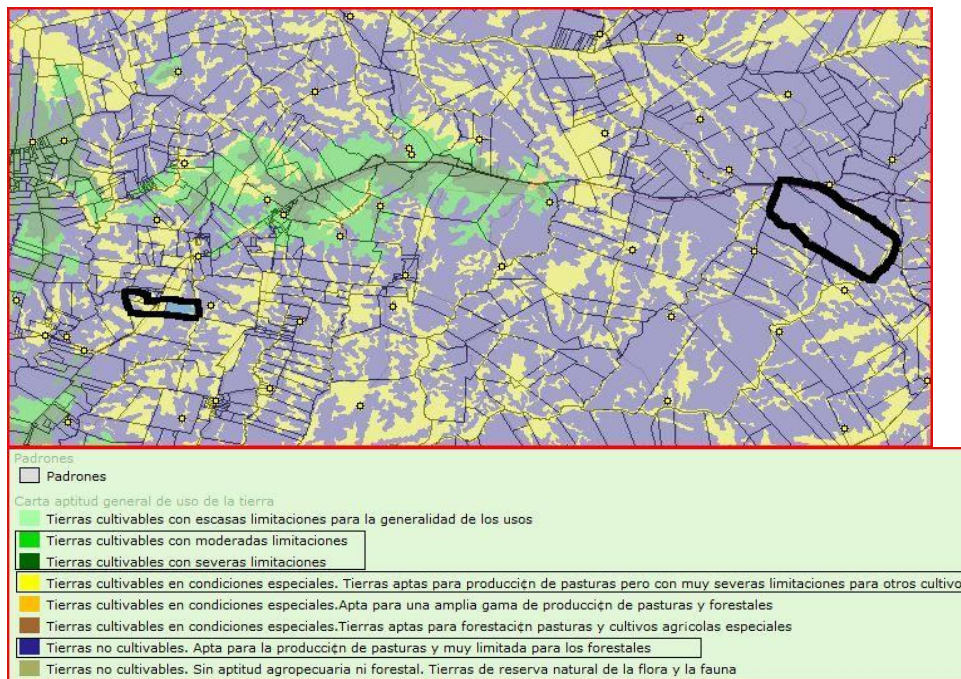 Padrones
Padrones
Carta aptitud general de uso de la tierra
Tierras cultivables con escasas limitaciones para la generalidad de los usos
Tierras cultivables con moderadas limitaciones
Tierras cultivables con severas limitaciones
Tierras cultivables en condiciones especiales. Tierras aptas para producci¢n de pasturas pero con muy severas limitaciones para otros cultivo
Tierras cultivables en condiciones especiales.Apta para una amplia gama de producci¢n de pasturas y forestales
Tierras cultivables en condiciones especiales.Tierras aptas para forestaci¢n pasturas y cultivos agricolas especiales
Tierras no cultivables. Apta para la producci¢n de pasturas y muy limitada para los forestales
Tierras no cultivables. Sin aptitud agropecuaria ni forestal. Tierras de reserva natural de la flora y la fauna